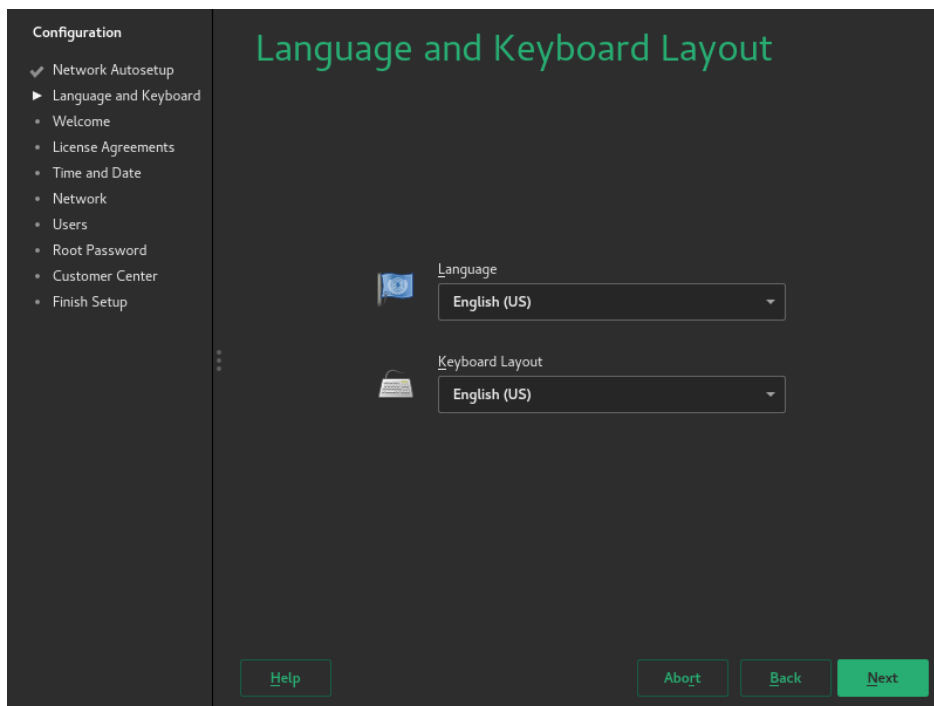 Configuration
Network Autosetup
Language and Keyboard
Welcome
License Agreements
Time and Date
Network
Users
Root Password
Customer Center
Finish Setup
Language and Keyboard Layout
Language
English (US)
Keyboard Layout
English (US)
Help
Abort
Back
Next